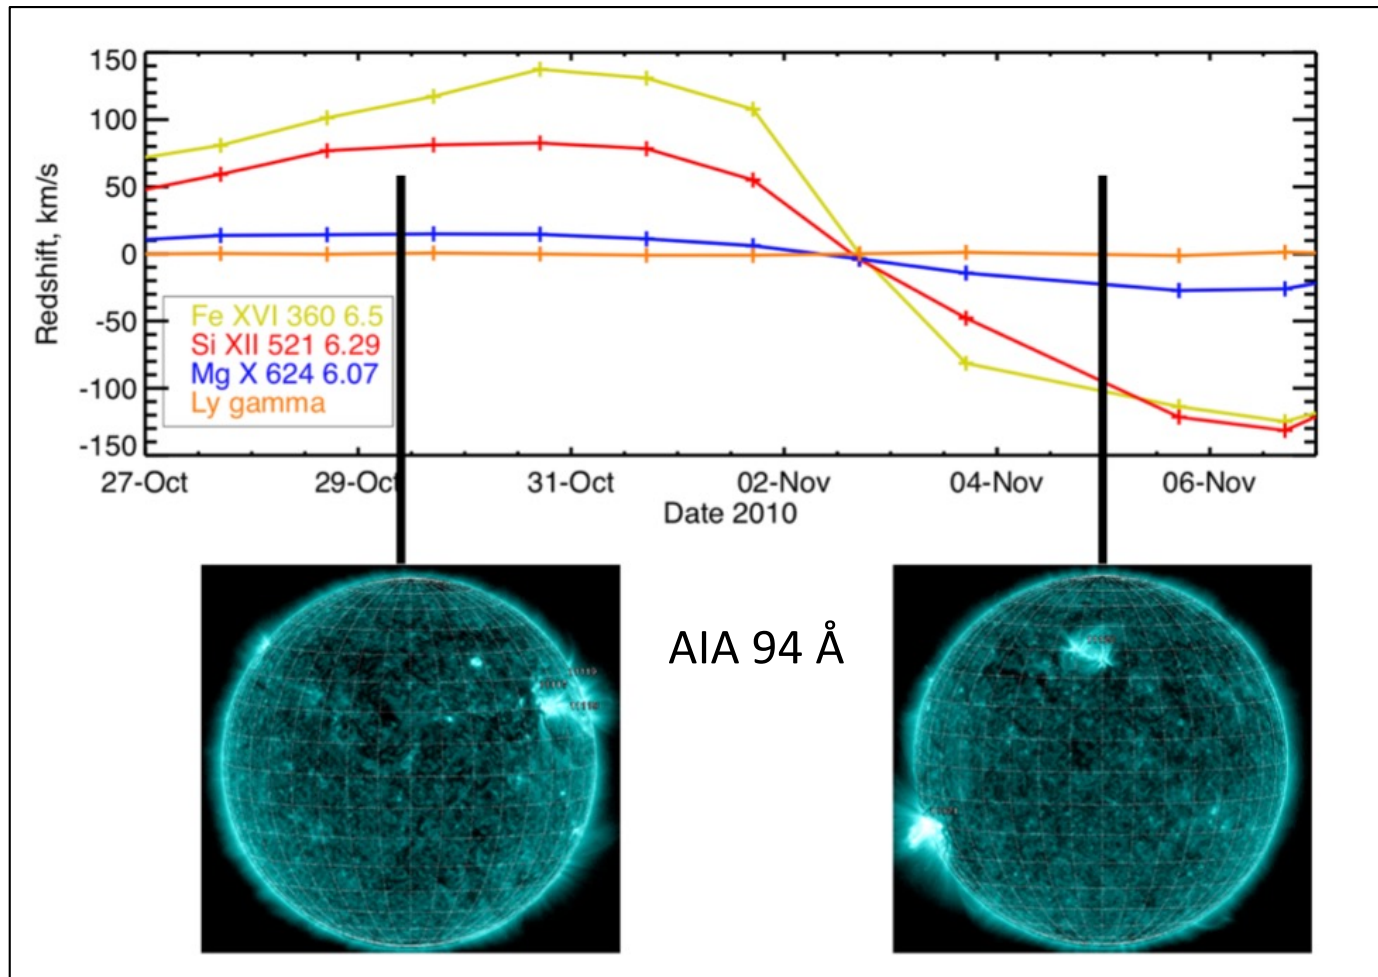 150
100
50
0
-50
-100
-150
Redshift, km/s
Fe XVI 360 6.5
Si XII 521 6.29
Mg X 624 6.07
Ly gamma
27-Oct 29-Oct 31-Oct 02-Nov 04-Nov 06-Nov
Date 2010
AIA 94 Å